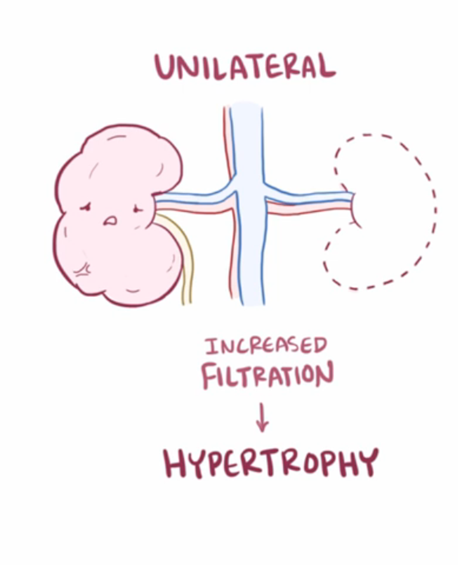 UNILATERAL
INCREASED
FILTRATION
↓
HYPERTROPHY